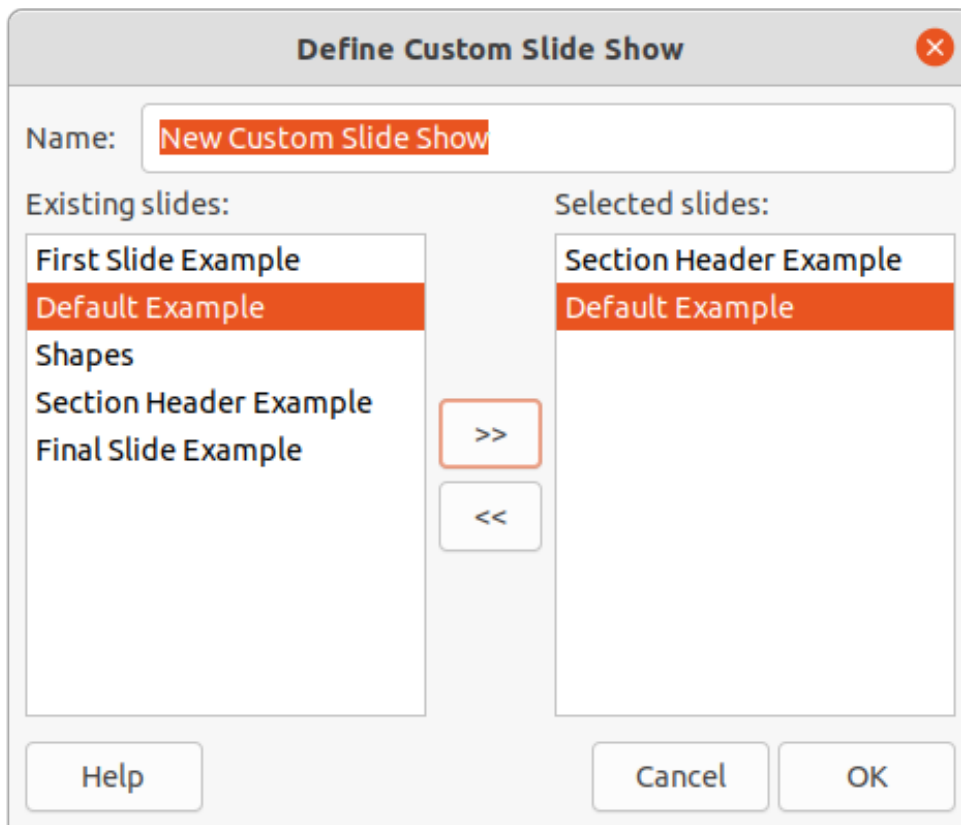 Define Custom Slide Show
Name: New Custom Slide Show
Existing slides:
First Slide Example
Default Example
Shapes
Section Header Example
Final Slide Example
>>
<<
Selected slides:
Section Header Example
Default Example
Help
Cancel
OK